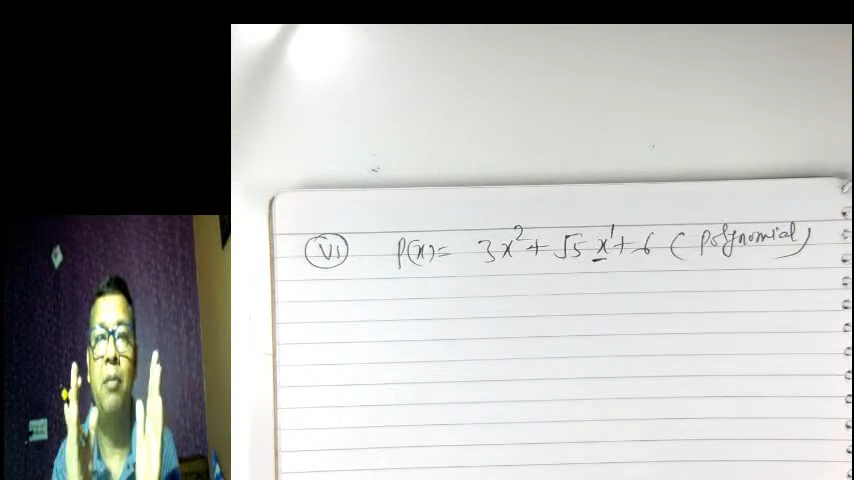 (VI) P(x) = 3x² + √5 x¹ + 6 ( polynomial )